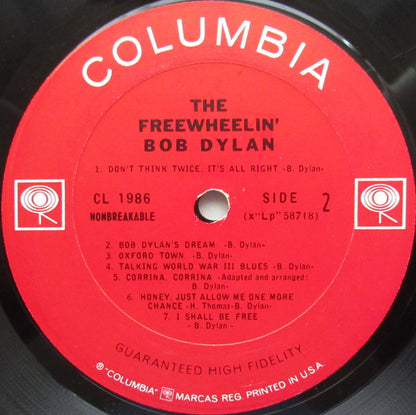 COLUMBIA
THE
FREEWHEELIN'
BOB DYLAN
1. DON'T THINK TWICE, IT'S ALL RIGHT -B. Dylan-
CL 1986
NONBREAKABLE
SIDE 2
(x"Lp"58718)
2. BOB DYLAN'S DREAM -B. Dylan-
3. OXFORD TOWN -B. Dylan-
4. TALKING WORLD WAR III BLUES -B. Dylan-
5. CORRINA, CORRINA -Adapted and arranged:
B. Dylan-
6. HONEY, JUST ALLOW ME ONE MORE
CHANCE -H. Thomas-B. Dylan-
7. I SHALL BE FREE
-B. Dylan-
GUARANTEED HIGH FIDELITY
℗"COLUMBIA" MARCAS REG. PRINTED IN U.S.A.